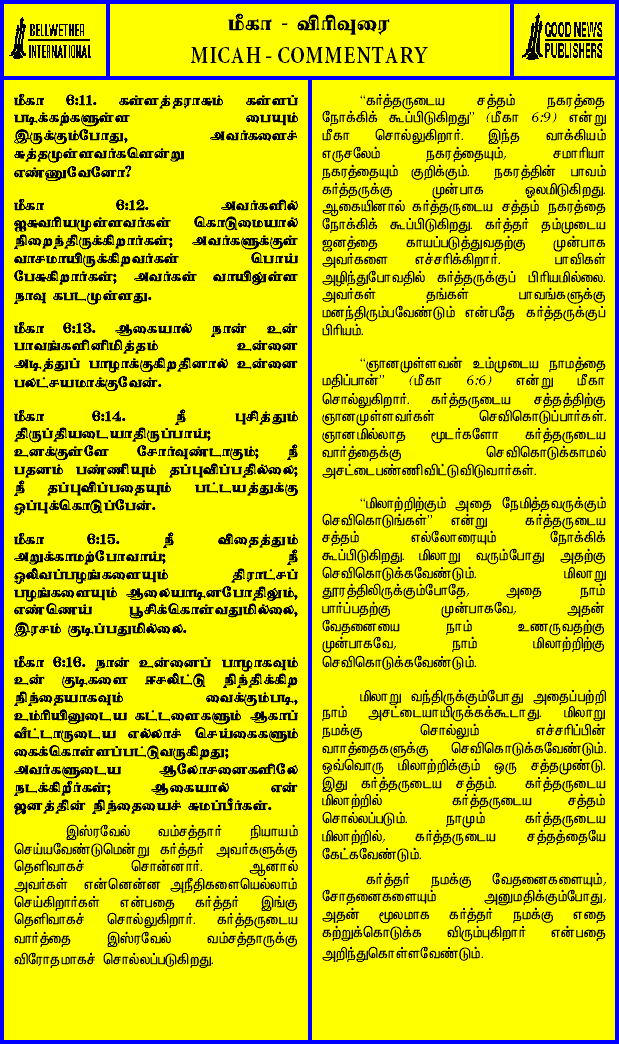 BELLWETHER
INTERNATIONAL
மீகா - விரிவுரை
MICAH - COMMENTARY
GOOD NEWS
PUBLISHERS
மீகா 6:11. கள்ளத்தராசும் கள்ளப்
படிக்கற்களுள்ள பையும்
இருக்கும்போது, அவர்களைச்
சுத்தமுள்ளவர்களென்று
எண்ணுவேனோ?
மீகா 6:12. அவர்களில்
ஐசுவரியமுள்ளவர்கள் கொடுமையால்
நிறைந்திருக்கிறார்கள்; அவர்களுக்குள்
வாசமாயிருக்கிறவர்கள் பொய்
பேசுகிறார்கள்; அவர்கள் வாயிலுள்ள
நாவு கபடமுள்ளது.
மீகா 6:13. ஆகையால் நான் உன்
பாவங்களினிமித்தம் உன்னை
அடித்துப் பாழாக்குகிறதினால் உன்னை
பலட்சயமாக்குவேன்.
மீகா 6:14. நீ புசித்தும்
திருப்தியடையாதிருப்பாய்;
உனக்குள்ளே சோர்வுண்டாகும்; நீ
பதனம் பண்ணியும் தப்புவிப்பதில்லை;
நீ தப்புவிப்பதையும் பட்டயத்துக்கு
ஒப்புக்கொடுப்பேன்.
மீகா 6:15. நீ விதைத்தும்
அறுக்காமற்போவாய்; நீ
ஒலிவப்பழங்களையும் திராட்சப்
பழங்களையும் ஆலையாடினபோதிலும்,
எண்ணெய் பூசிக்கொள்வதுமில்லை,
இரசம் குடிப்பதுமில்லை.
மீகா 6:16. நான் உன்னைப் பாழாகவும்
உன் குடிகளை ஈசலிட்டு நிந்திக்கிற
நிந்தையாகவும் வைக்கும்படி,
உம்ரியினுடைய கட்டளைகளும் ஆகாப்
வீட்டாருடைய எல்லாச் செய்கைகளும்
கைக்கொள்ளப்பட்டுவருகிறது;
அவர்களுடைய ஆலோசனைகளிலே
நடக்கிறீர்கள்; ஆகையால் என்
ஜனத்தின் நிந்தையைச் சுமப்பீர்கள்.
இஸ்ரவேல் வம்சத்தார் நியாயம்
செய்யவேண்டுமென்று கர்த்தர் அவர்களுக்கு
தெளிவாகச் சொன்னார். ஆனால்
அவர்கள் என்னென்ன அநீதிகளையெல்லாம்
செய்கிறார்கள் என்பதை கர்த்தர் இங்கு
தெளிவாகச் சொல்லுகிறார். கர்த்தருடைய
வார்த்தை இஸ்ரவேல் வம்சத்தாருக்கு
விரோதமாகச் சொல்லப்படுகிறது.
“கர்த்தருடைய சத்தம் நகரத்தை
நோக்கிக் கூப்பிடுகிறது” (மீகா 6:9) என்று
மீகா சொல்லுகிறார். இந்த வாக்கியம்
எருசலேம் நகரத்தையும், சமாரியா
நகரத்தையும் குறிக்கும். நகரத்தின் பாவம்
கர்த்தருக்கு முன்பாக ஓலமிடுகிறது.
ஆகையினால் கர்த்தருடைய சத்தம் நகரத்தை
நோக்கிக் கூப்பிடுகிறது. கர்த்தர் தம்முடைய
ஜனத்தை காயப்படுத்துவதற்கு முன்பாக
அவர்களை எச்சரிக்கிறார். பாவிகள்
அழிந்துபோவதில் கர்த்தருக்குப் பிரியமில்லை.
அவர்கள் தங்கள் பாவங்களுக்கு
மனந்திரும்பவேண்டும் என்பதே கர்த்தருக்குப்
பிரியம்.
“ஞானமுள்ளவன் உம்முடைய நாமத்தை
மதிப்பான்” (மீகா 6:6) என்று மீகா
சொல்லுகிறார். கர்த்தருடைய சத்தத்திற்கு
ஞானமுள்ளவர்கள் செவிகொடுப்பார்கள்.
ஞானமில்லாத மூடர்களோ கர்த்தருடைய
வார்த்தைக்கு செவிகொடுக்காமல்
அசட்டைபண்ணிவிட்டுவிடுவார்கள்.
“மிலாற்றிற்கும் அதை நேமித்தவருக்கும்
செவிகொடுங்கள்” என்று கர்த்தருடைய
சத்தம் எல்லோரையும் நோக்கிக்
கூப்பிடுகிறது. மிலாறு வரும்போது அதற்கு
செவிகொடுக்கவேண்டும். மிலாறு
தூரத்திலிருக்கும்போதே, அதை நாம்
பார்ப்பதற்கு முன்பாகவே, அதன்
வேதனையை நாம் உணருவதற்கு
முன்பாகவே, நாம் மிலாற்றிற்கு
செவிகொடுக்கவேண்டும்.
மிலாறு வந்திருக்கும்போது அதைப்பற்றி
நாம் அசட்டையாயிருக்கக்கூடாது. மிலாறு
நமக்கு சொல்லும் எச்சரிப்பின்
வாார்த்தைகளுக்கு செவிகொடுக்கவேண்டும்.
ஒவ்வொரு மிலாற்றிக்கும் ஒரு சத்தமுண்டு.
இது கர்த்தருடைய சத்தம். கர்த்தருடைய
மிலாற்றில் கர்த்தருடைய சத்தம்
சொல்லப்படும். நாமும் கர்த்தருடைய
மிலாற்றில், கர்த்தருடைய சத்தத்தையே
கேட்கவேண்டும்.
கர்த்தர் நமக்கு வேதனைகளையும்,
சோதனைகளையும் அனுமதிக்கும்போது,
அதன் மூலமாக கர்த்தர் நமக்கு எதை
கற்றுக்கொடுக்க விரும்புகிறார் என்பதை
அறிந்துகொள்ளவேண்டும்.